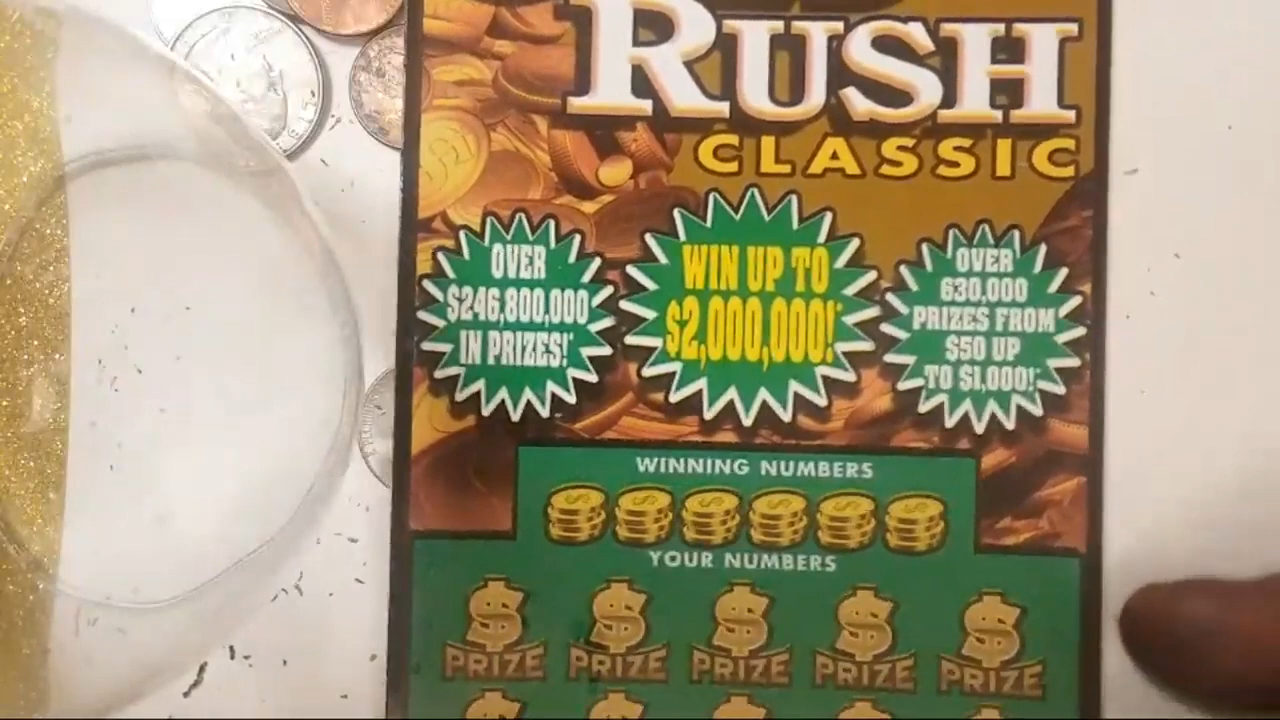 RUSH
CLASSIC
OVER
$246,800,000
IN PRIZES!*
WIN UP TO
$2,000,000!*
OVER
630,000
PRIZES FROM
$50 UP
TO $1,000!*
WINNING NUMBERS
YOUR NUMBERS
$ $ $ $ $
PRIZE PRIZE PRIZE PRIZE PRIZE